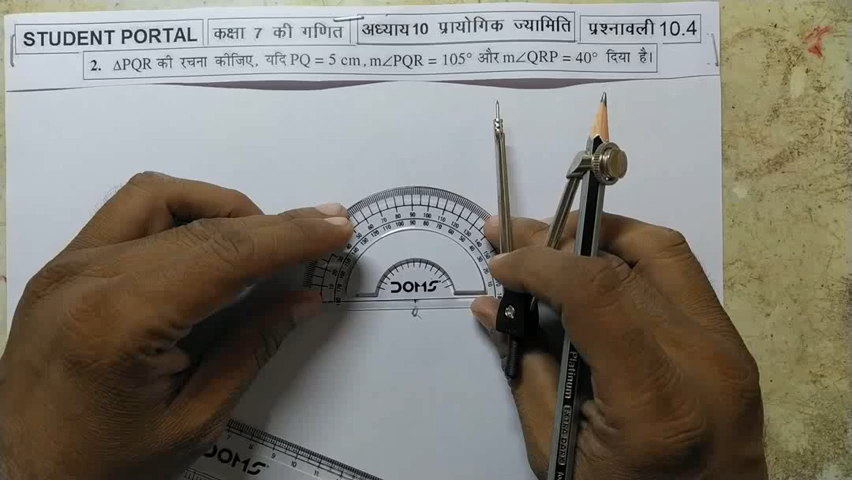 STUDENT PORTAL कक्षा 7 की गणित अध्याय 10 प्रायोगिक ज्यामिति प्रश्नावली 10.4
2. ΔPQR की रचना कीजिए, यदि PQ = 5 cm, m∠PQR = 105° और m∠QRP = 40° दिया है।
DOMS
Q
Platinum
DOMS